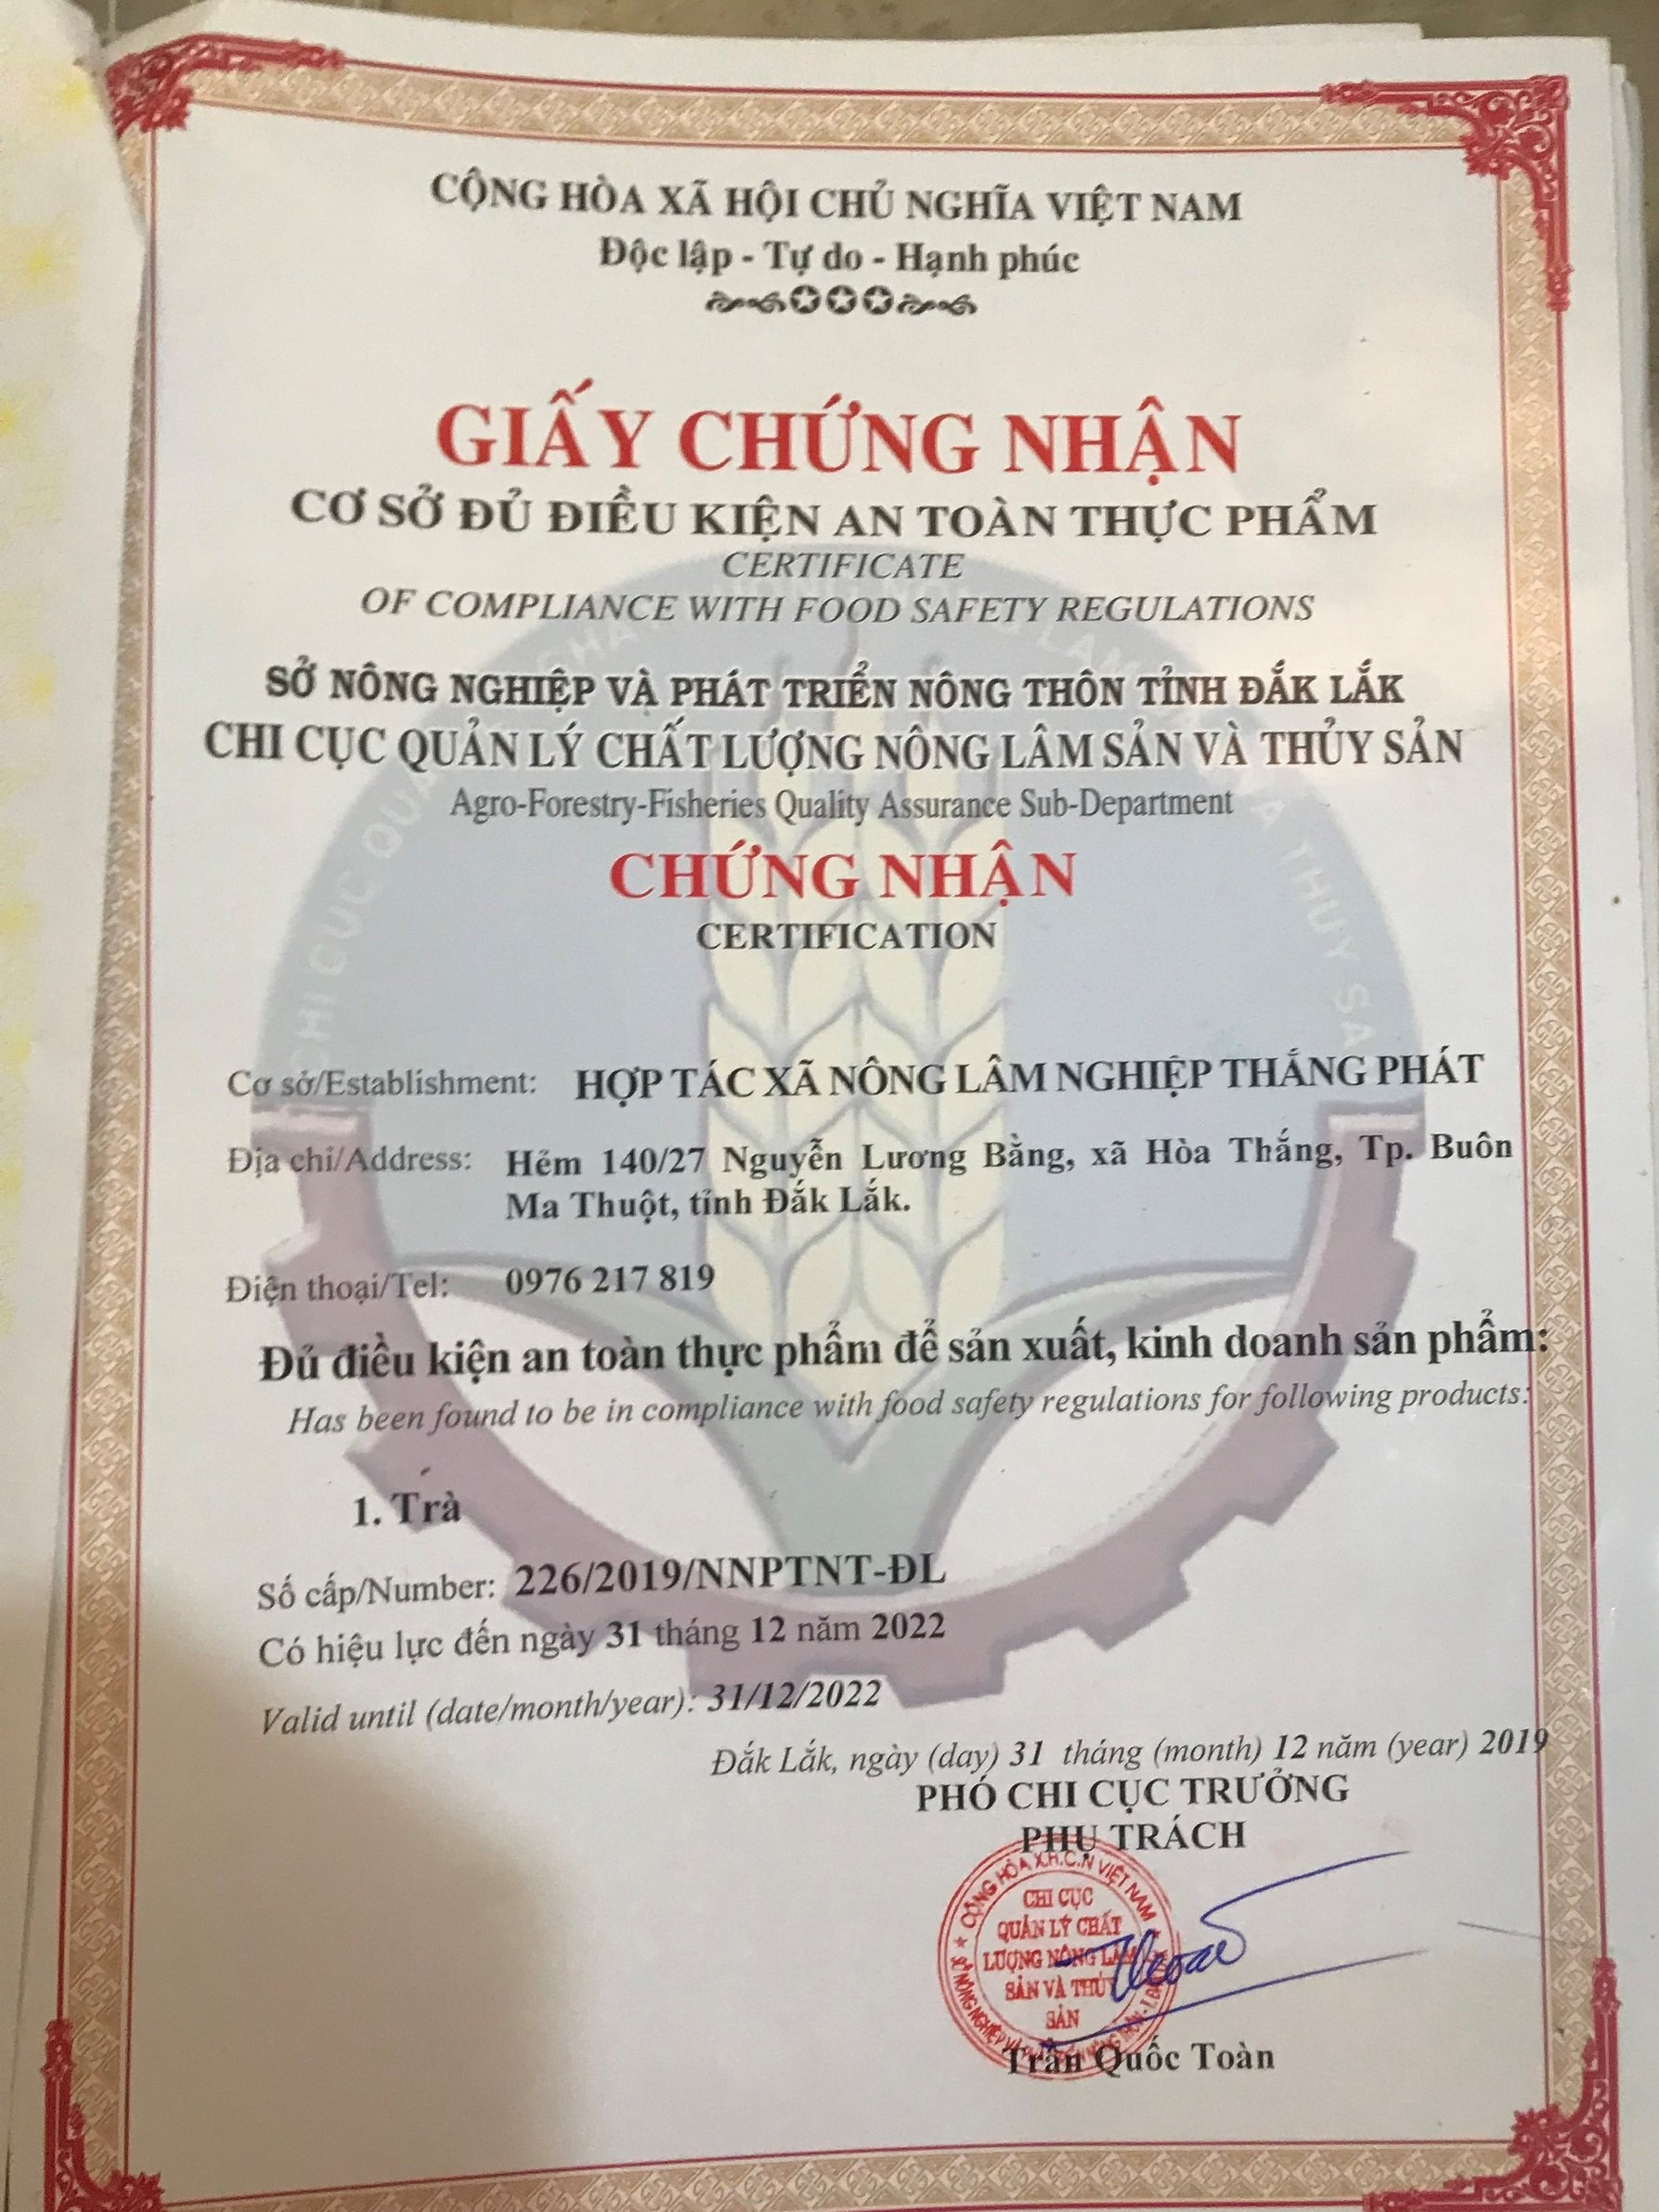 CỘNG HÒA XÃ HỘI CHỦ NGHĨA VIỆT NAM
Độc lập - Tự do - Hạnh phúc
GIẤY CHỨNG NHẬN
CƠ SỞ ĐỦ ĐIỀU KIỆN AN TOÀN THỰC PHẨM
CERTIFICATE
OF COMPLIANCE WITH FOOD SAFETY REGULATIONS
SỞ NÔNG NGHIỆP VÀ PHÁT TRIỂN NÔNG THÔN TỈNH ĐẮK LẮK
CHI CỤC QUẢN LÝ CHẤT LƯỢNG NÔNG LÂM SẢN VÀ THỦY SẢN
Agro-Forestry-Fisheries Quality Assurance Sub-Department
CHỨNG NHẬN
CERTIFICATION
Cơ sở/Establishment: HỢP TÁC XÃ NÔNG LÂM NGHIỆP THẮNG PHÁT
Địa chỉ/Address: Hẻm 140/27 Nguyễn Lương Bằng, xã Hòa Thắng, Tp. Buôn
Ma Thuột, tỉnh Đắk Lắk.
Điện thoại/Tel: 0976 217 819
Đủ điều kiện an toàn thực phẩm để sản xuất, kinh doanh sản phẩm:
Has been found to be in compliance with food safety regulations for following products:
1. Trà
Số cấp/Number: 226/2019/NNPTNT-ĐL
Có hiệu lực đến ngày 31 tháng 12 năm 2022
Valid until (date/month/year): 31/12/2022
Đắk Lắk, ngày (day) 31 tháng (month) 12 năm (year) 2019
PHÓ CHI CỤC TRƯỞNG
PHỤ TRÁCH
CỘNG HÒA X.H.C.N VIỆT NAM
CHI CỤC
QUẢN LÝ CHẤT
LƯỢNG NÔNG LÂM
SẢN VÀ THỦY
SẢN
Trần Quốc Toàn